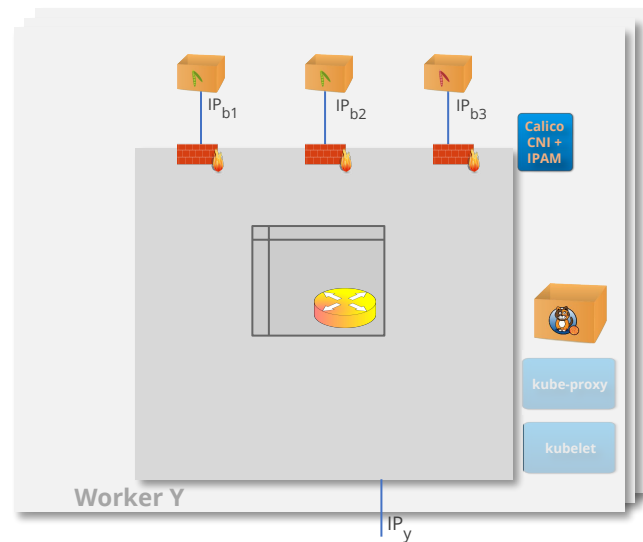 IPb1
IPb2
IPb3
Calico
CNI +
IPAM
kube-proxy
kubelet
Worker Y
IPy